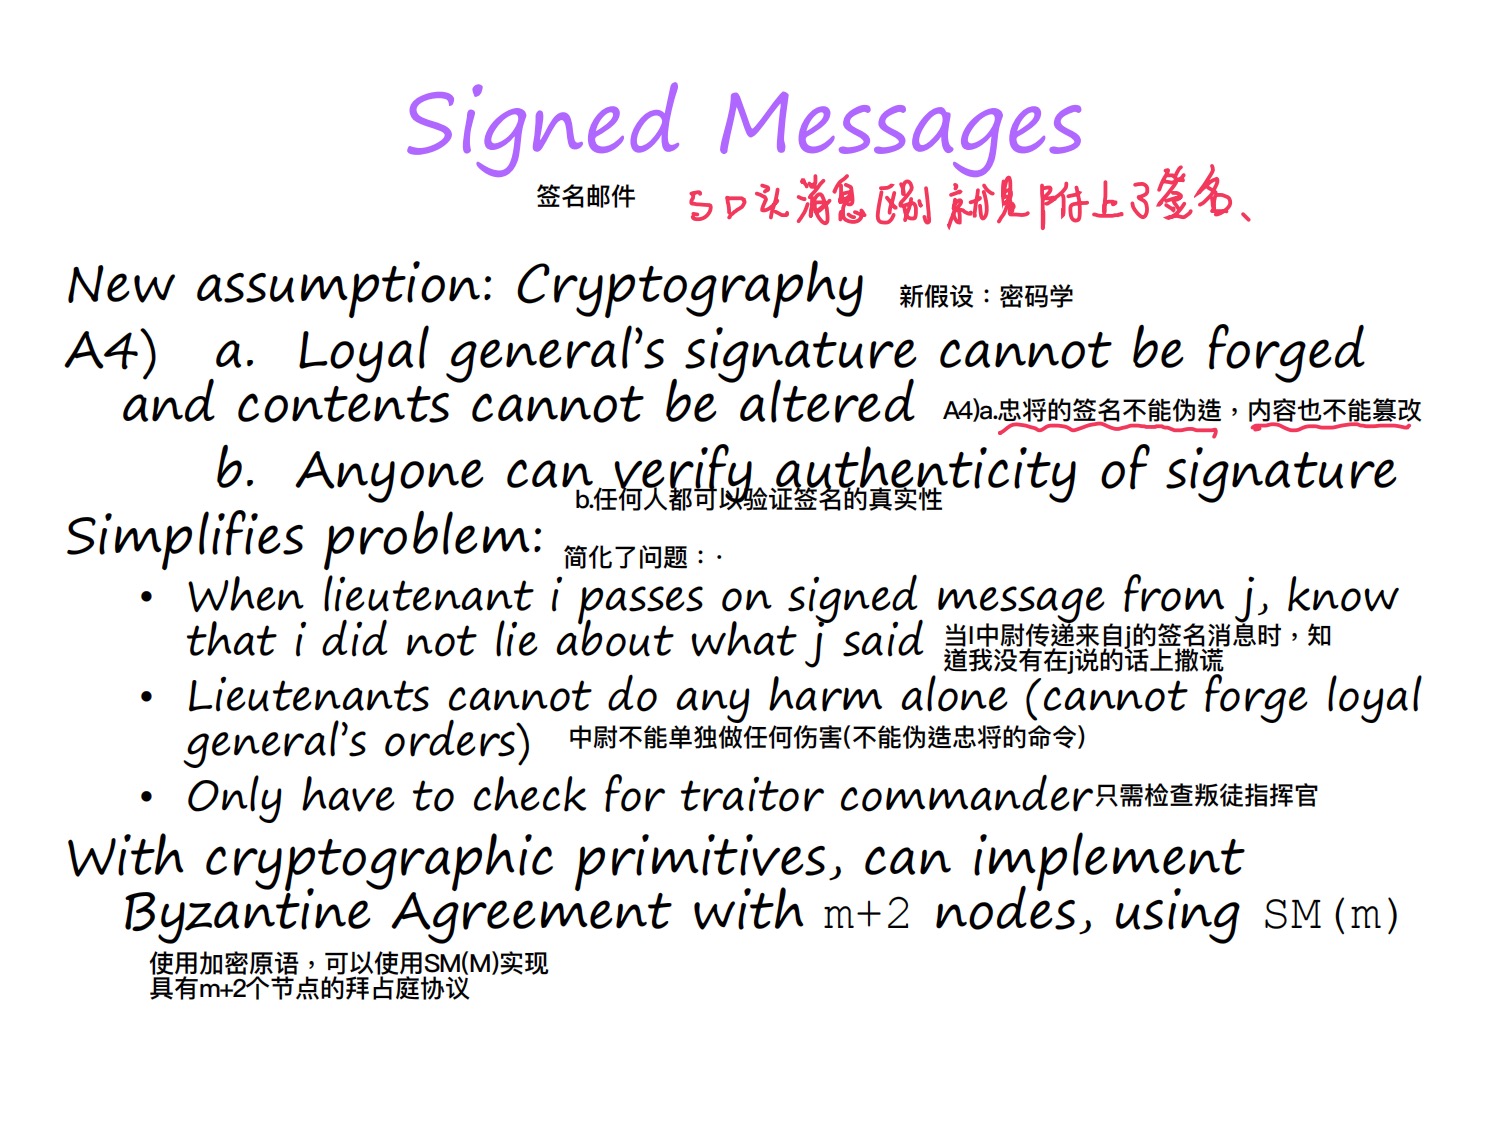 Signed Messages
签名邮件
消息区别就是附上了签名、
New assumption: Cryptography
新假设：密码学
A4) a. Loyal general's signature cannot be forged
and contents cannot be altered
A4)a.忠将的签名不能伪造，内容也不能篡改
b. Anyone can verify authenticity of signature
b.任何人都可以验证签名的真实性
Simplifies problem:
简化了问题：·
• When lieutenant i passes on signed message from j, know
that i did not lie about what j said
当I中尉传递来自j的签名消息时，知
道我没有在j说的话上撒谎
• Lieutenants cannot do any harm alone (cannot forge loyal
general's orders)
中尉不能单独做任何伤害(不能伪造忠将的命令)
• Only have to check for traitor commander
只需检查叛徒指挥官
With cryptographic primitives, can implement
Byzantine Agreement with m+2 nodes, using SM(m)
使用加密原语，可以使用SM(M)实现
具有m+2个节点的拜占庭协议